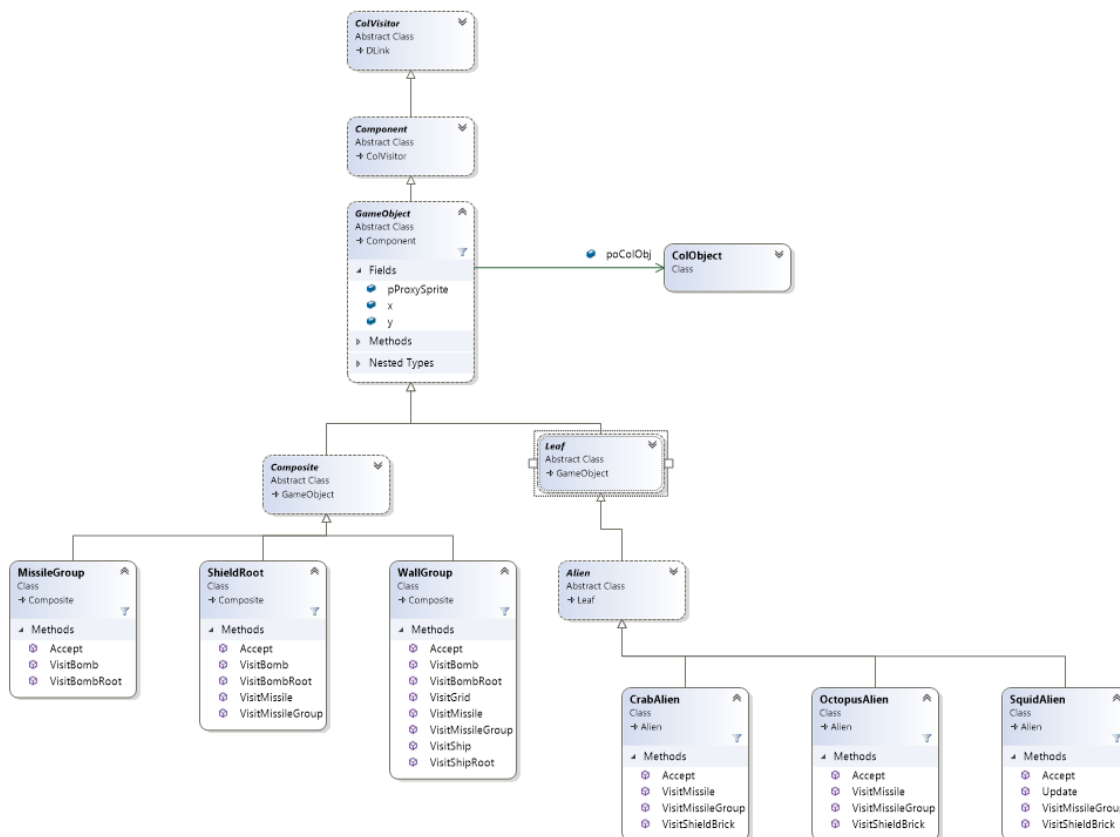 ColVisitor
Abstract Class
DLink
Component
Abstract Class
ColVisitor
GameObject
Abstract Class
Component
Fields
pProxySprite
x
y
Methods
Nested Types
poColObj
ColObject
Class
Composite
Abstract Class
GameObject
Leaf
Abstract Class
GameObject
MissileGroup
Class
Composite
Methods
Accept
VisitBomb
VisitBombRoot
ShieldRoot
Class
Composite
Methods
Accept
VisitBomb
VisitBombRoot
VisitMissile
VisitMissileGroup
WallGroup
Class
Composite
Methods
Accept
VisitBomb
VisitBombRoot
VisitGrid
VisitMissile
VisitMissileGroup
VisitShip
VisitShipRoot
Alien
Abstract Class
Leaf
CrabAlien
Class
Alien
Methods
Accept
VisitMissile
VisitMissileGroup
VisitShieldBrick
OctopusAlien
Class
Alien
Methods
Accept
VisitMissile
VisitMissileGroup
VisitShieldBrick
SquidAlien
Class
Alien
Methods
Accept
Update
VisitMissileGroup
VisitShieldBrick